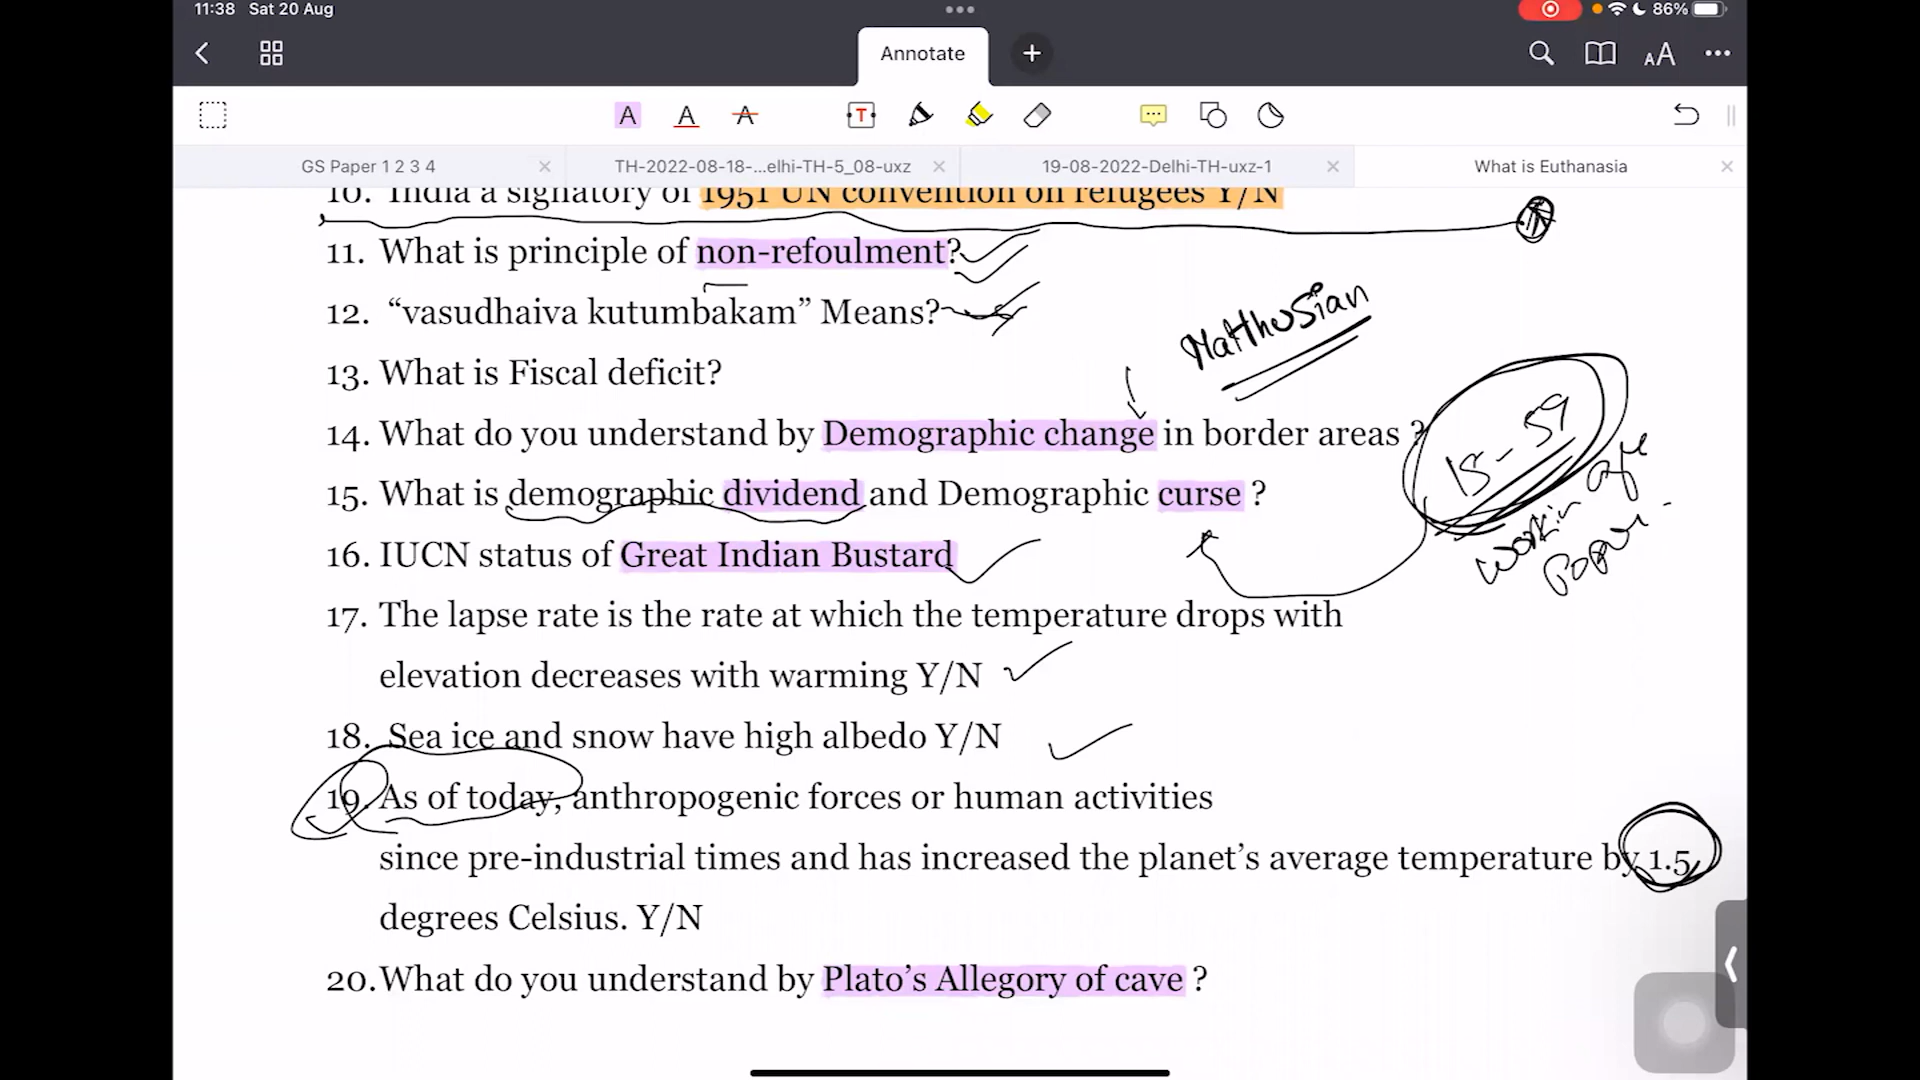 11:38 Sat 20 Aug
86%
Annotate
A A A T
AA
GS Paper 1 2 3 4
TH-2022-08-18-...elhi-TH-5_08-uxz
19-08-2022-Delhi-TH-uxz-1
What is Euthanasia
10. India a signatory of 1951 UN convention on refugees Y/N
11. What is principle of non-refoulment?
12. “vasudhaiva kutumbakam” Means?
Malthusian
13. What is Fiscal deficit?
14. What do you understand by Demographic change in border areas ?
15-59
15. What is demographic dividend and Demographic curse ?
16. IUCN status of Great Indian Bustard
17. The lapse rate is the rate at which the temperature drops with
elevation decreases with warming Y/N
18. Sea ice and snow have high albedo Y/N
19. As of today, anthropogenic forces or human activities
since pre-industrial times and has increased the planet’s average temperature by 1.5
degrees Celsius. Y/N
20. What do you understand by Plato’s Allegory of cave ?